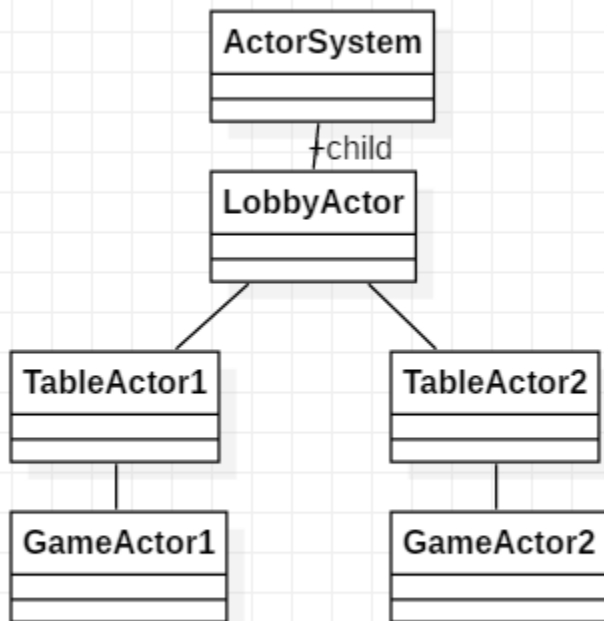 ActorSystem
+child
LobbyActor
TableActor1
TableActor2
GameActor1
GameActor2